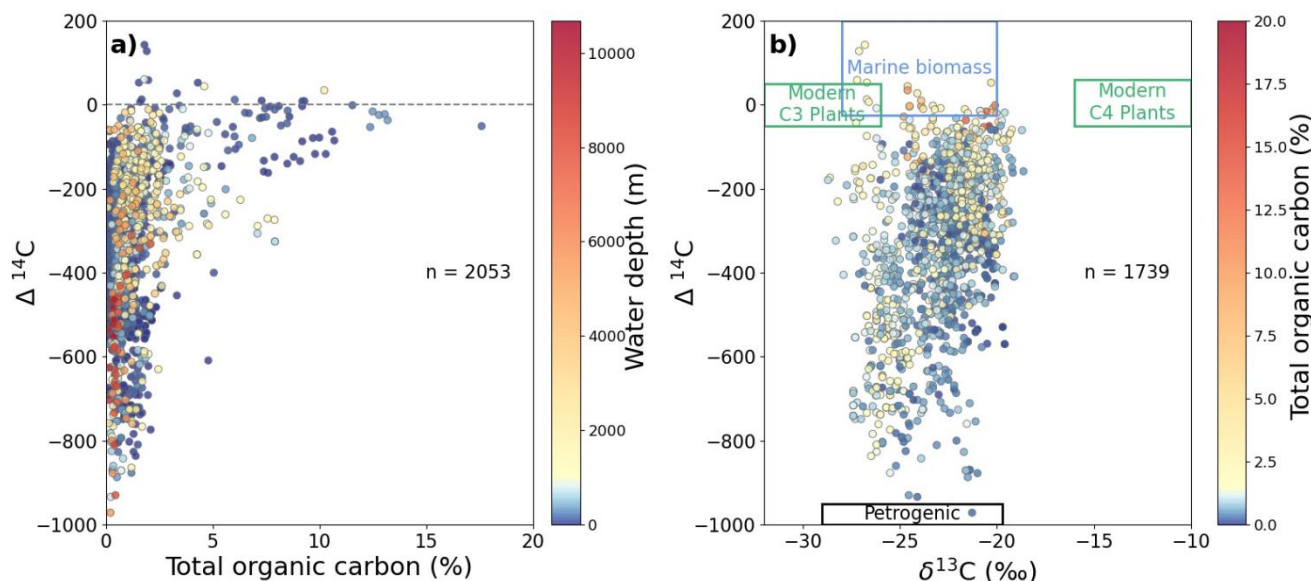 a)
200
0
−200
−400
−600
−800
−1000
Δ ¹⁴C
n = 2053
0
5
10
15
20
Total organic carbon (%)
10000
8000
6000
4000
2000
0
Water depth (m)
b)
200
0
−200
−400
−600
−800
−1000
Δ ¹⁴C
Marine biomass
Modern
C3 Plants
Modern
C4 Plants
n = 1739
Petrogenic
−30
−25
−20
−15
−10
δ¹³C (‰)
20.0
17.5
15.0
12.5
10.0
7.5
5.0
2.5
0.0
Total organic carbon (%)